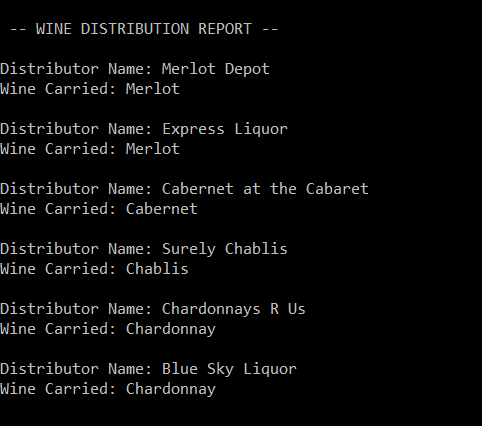 -- WINE DISTRIBUTION REPORT --
Distributor Name: Merlot Depot
Wine Carried: Merlot
Distributor Name: Express Liquor
Wine Carried: Merlot
Distributor Name: Cabernet at the Cabaret
Wine Carried: Cabernet
Distributor Name: Surely Chablis
Wine Carried: Chablis
Distributor Name: Chardonnays R Us
Wine Carried: Chardonnay
Distributor Name: Blue Sky Liquor
Wine Carried: Chardonnay